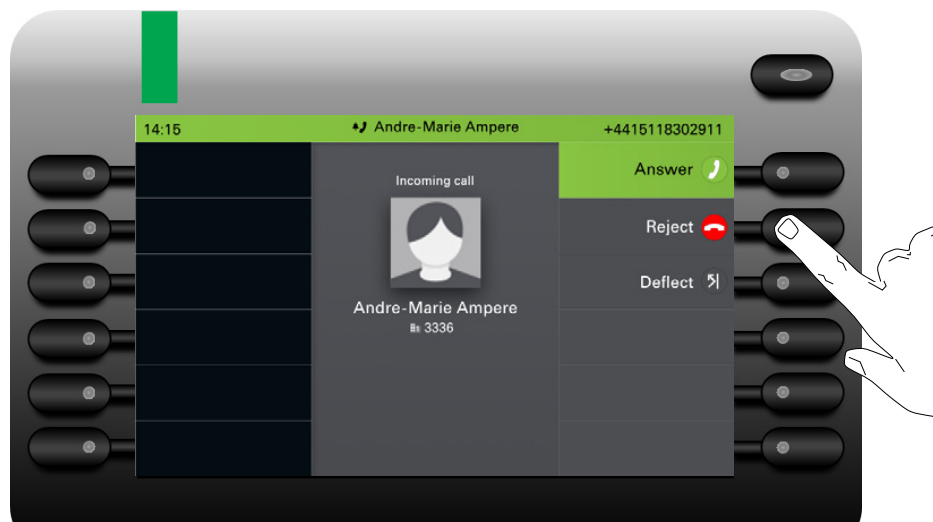 14:15 Andre-Marie Ampere +4415118302911
Incoming call
Andre-Marie Ampere
3336
Answer
Reject
Deflect